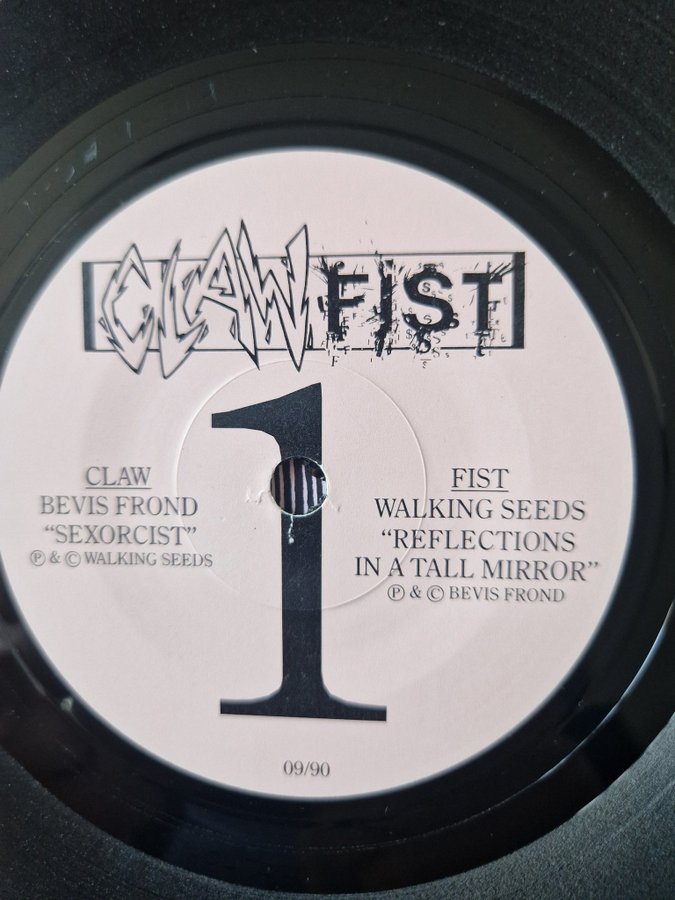 CLAW FIST
1
CLAW
BEVIS FROND
“SEXORCIST”
Ⓟ & Ⓒ WALKING SEEDS
FIST
WALKING SEEDS
“REFLECTIONS
IN A TALL MIRROR”
Ⓟ & Ⓒ BEVIS FROND
09/90